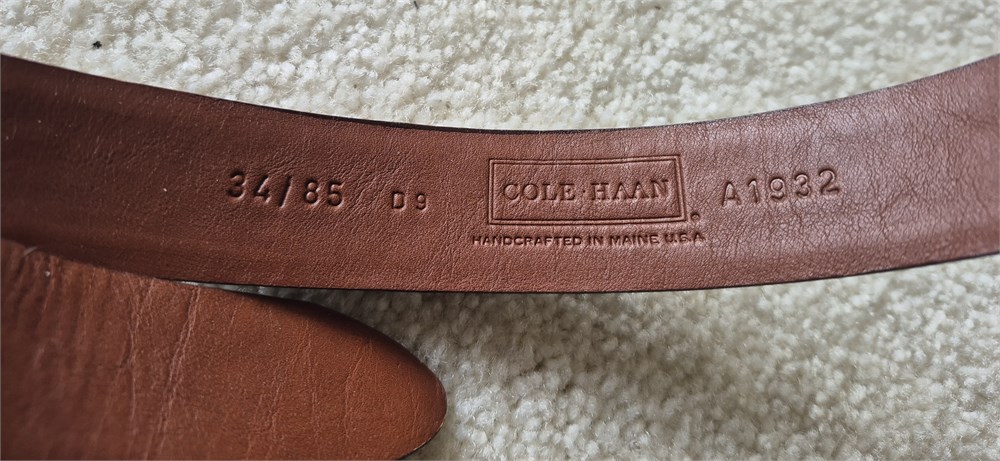 34/85 D9 COLE·HAAN. A1932
HANDCRAFTED IN MAINE U.S.A